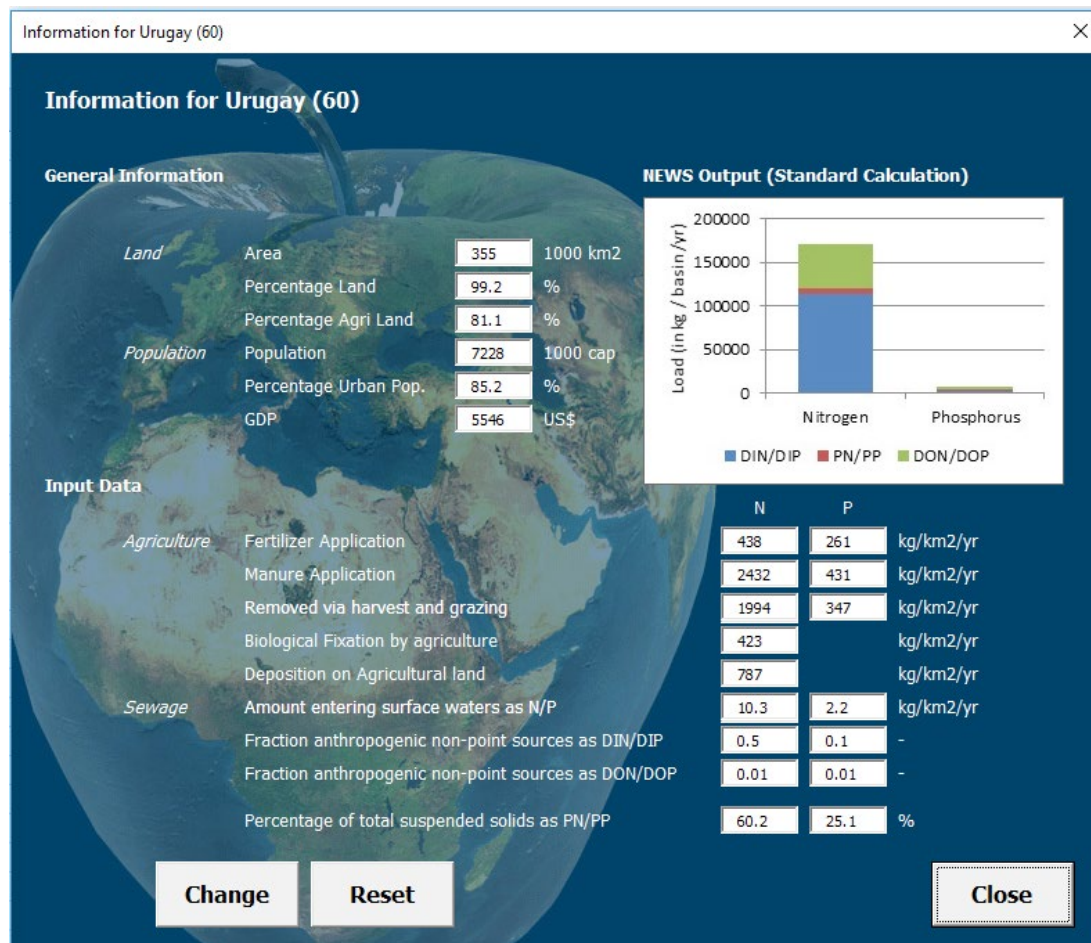 Information for Urugay (60)
Information for Urugay (60)
General Information
Land Area 355 1000 km2
Percentage Land 99.2 %
Percentage Agri Land 81.1 %
Population Population 7228 1000 cap
Percentage Urban Pop. 85.2 %
GDP 5546 US$
NEWS Output (Standard Calculation)
Load (in kg / basin /yr)
200000
150000
100000
50000
0
Nitrogen Phosphorus
DIN/DIP PN/PP DON/DOP
Input Data
N P
Agriculture Fertilizer Application 438 261 kg/km2/yr
Manure Application 2432 431 kg/km2/yr
Removed via harvest and grazing 1994 347 kg/km2/yr
Biological Fixation by agriculture 423 kg/km2/yr
Deposition on Agricultural land 787 kg/km2/yr
Sewage Amount entering surface waters as N/P 10.3 2.2 kg/km2/yr
Fraction anthropogenic non-point sources as DIN/DIP 0.5 0.1 -
Fraction anthropogenic non-point sources as DON/DOP 0.01 0.01 -
Percentage of total suspended solids as PN/PP 60.2 25.1 %
Change Reset Close